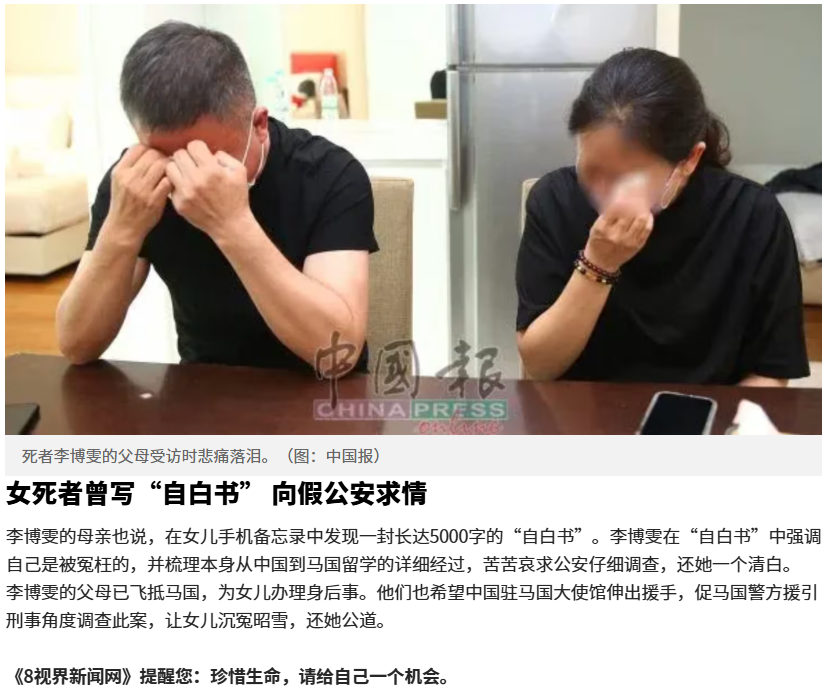 中國報
CHINA PRESS
online
死者李博雯的父母受访时悲痛落泪。（图：中国报）
女死者曾写“自白书” 向假公安求情
李博雯的母亲也说，在女儿手机备忘录中发现一封长达5000字的“自白书”。李博雯在“自白书”中强调
自己是被冤枉的，并梳理本身从中国到马国留学的详细经过，苦苦哀求公安仔细调查，还她一个清白。
李博雯的父母已飞抵马国，为女儿办理身后事。他们也希望中国驻马国大使馆伸出援手，促马国警方援引
刑事角度调查此案，让女儿沉冤昭雪，还她公道。
《8视界新闻网》提醒您：珍惜生命，请给自己一个机会。